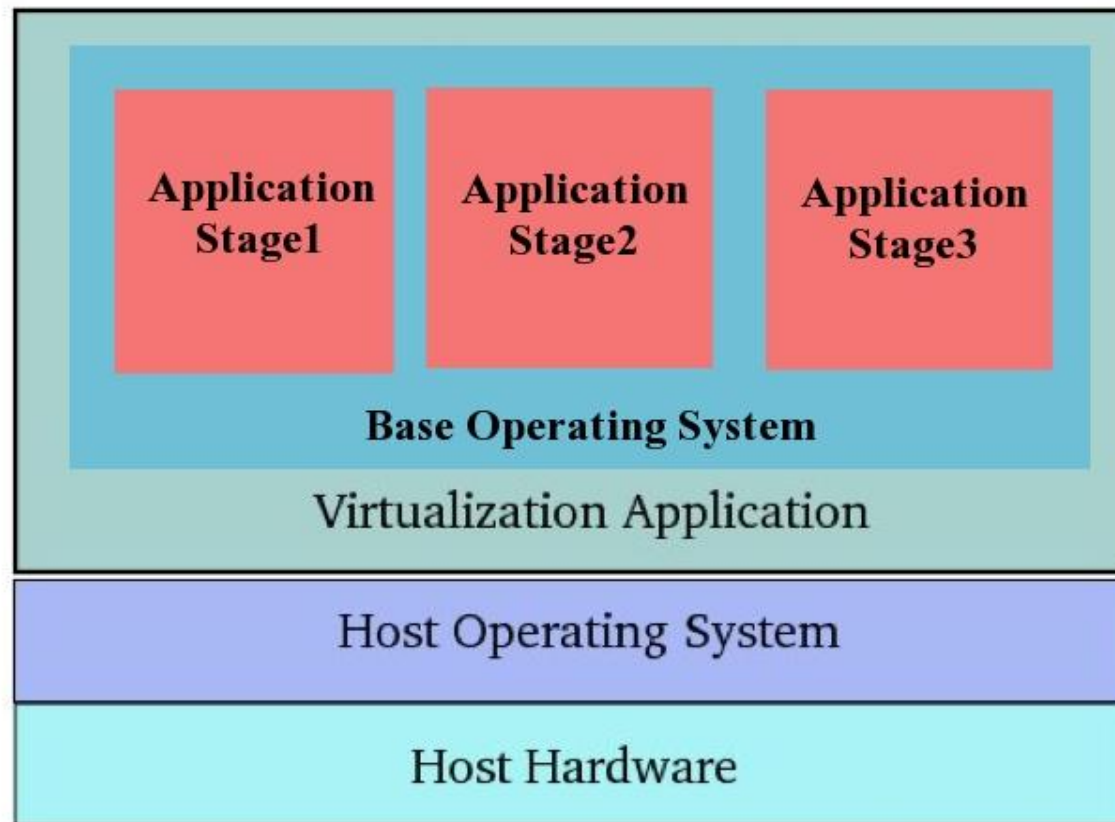 Application
Stage1
Application
Stage2
Application
Stage3
Base Operating System
Virtualization Application
Host Operating System
Host Hardware